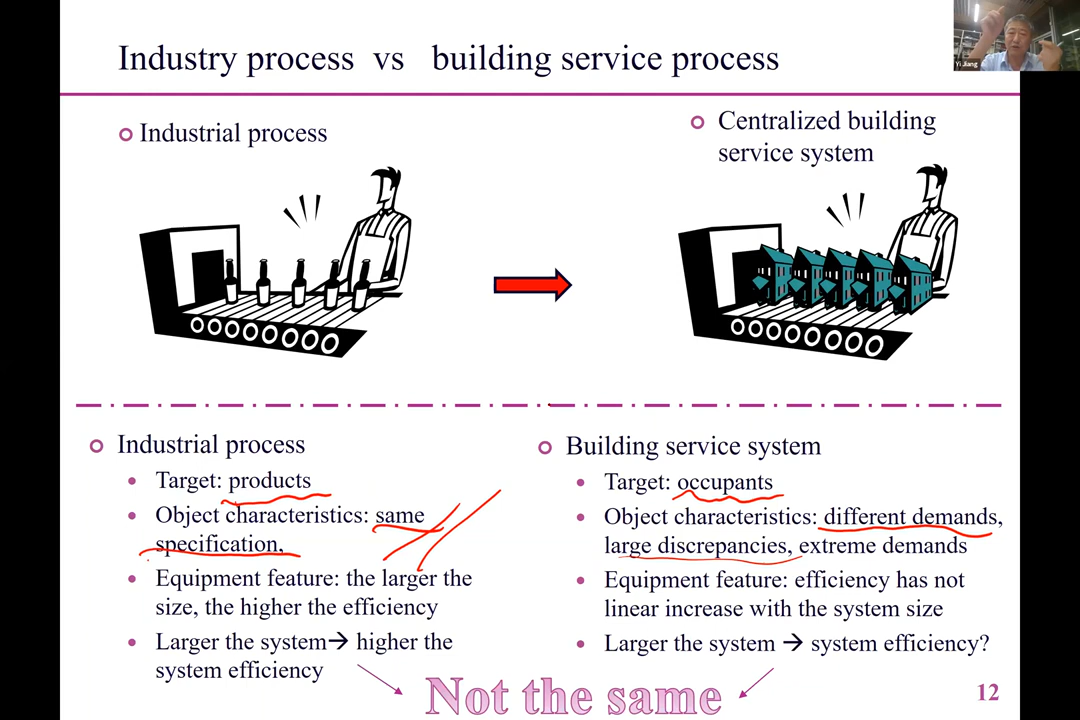 Industry process vs building service process
Yi Jiang
Industrial process
Centralized building
service system
Industrial process
Target: products
Object characteristics: same
specification,
Equipment feature: the larger the
size, the higher the efficiency
Larger the system→ higher the
system efficiency
Building service system
Target: occupants
Object characteristics: different demands,
large discrepancies, extreme demands
Equipment feature: efficiency has not
linear increase with the system size
Larger the system → system efficiency?
Not the same
12